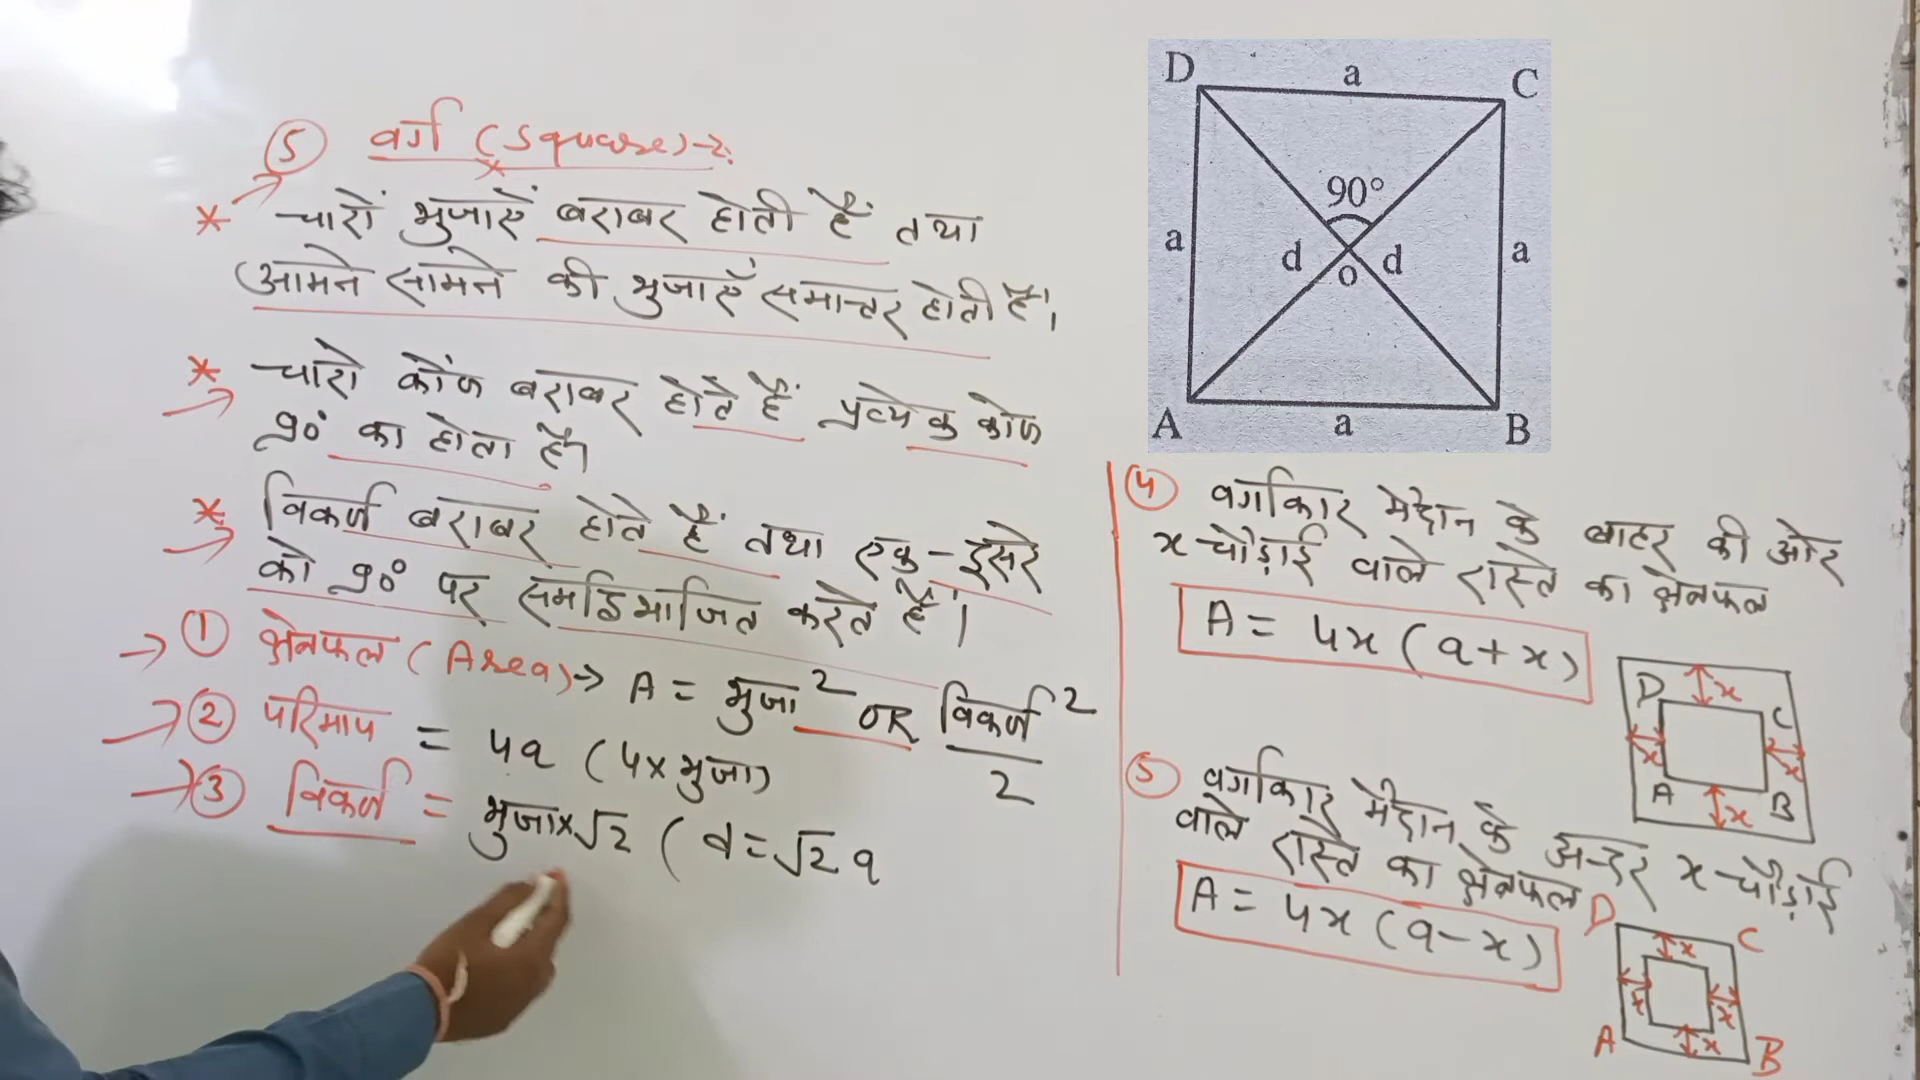 5 वर्ग (Square) →:
* चारों भुजाएँ बराबर होती हैं तथा
आमने सामने की भुजाएँ समान्तर होती हैं।
* चारो कोंण बराबर होते हैं प्रत्येक कोण
90° का होता है।
* विकर्ण बराबर होते हैं तथा एक-दूसरे
को 90° पर समद्विभाजित करते हैं।
→ 1 क्षेत्रफल (Area) → A = भुजा² OR विकर्ण²/2
→ 2 परिमाप = 4a (4×भुजा)
→ 3 विकर्ण = भुजा×√2 ( d=√2 a
D a C
90°
a d o d a
A a B
4 वर्गाकार मैदान के बाहर की ओर
x-चौड़ाई वाले रास्ते का क्षेत्रफल
A = 4x (a+x)
x
D C
x x
A x B
5 वर्गाकार मैदान के अन्दर x-चौड़ाई
वाले रास्ते का क्षेत्रफल
A = 4x (a-x)
D C
x
x x
x
A B